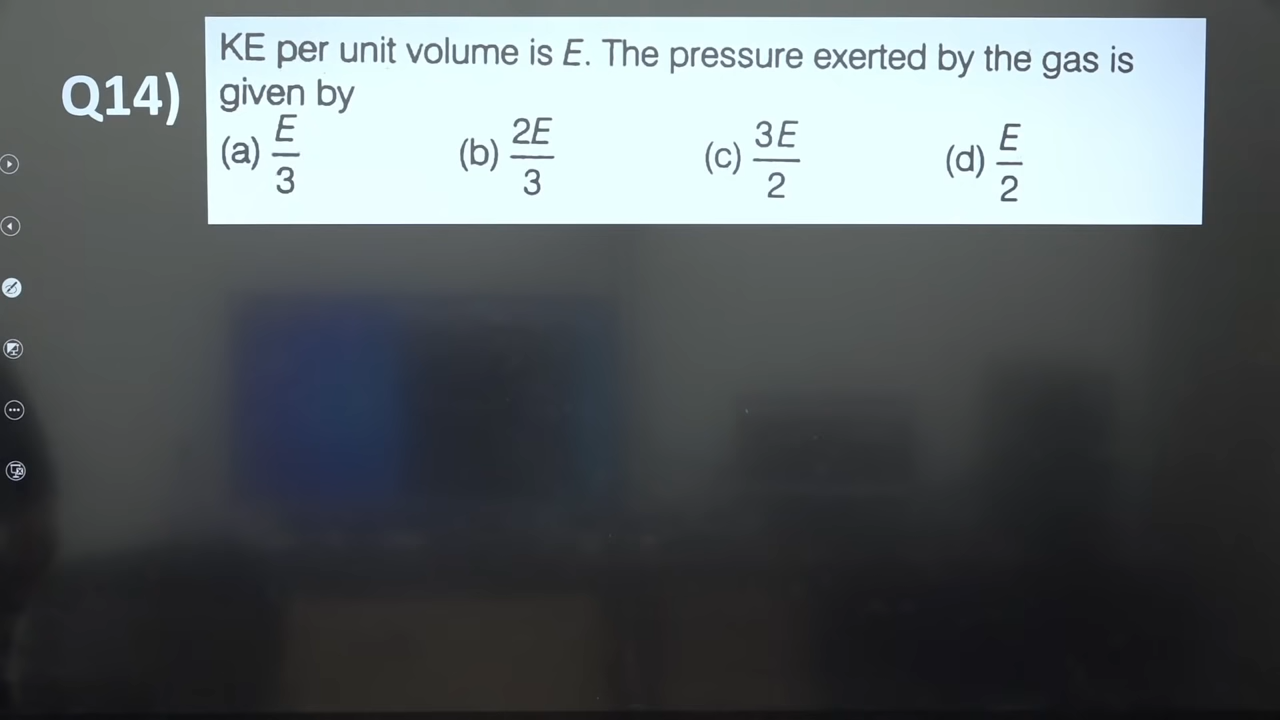 Q14)
KE per unit volume is E. The pressure exerted by the gas is
given by
(a) E/3 (b) 2E/3 (c) 3E/2 (d) E/2